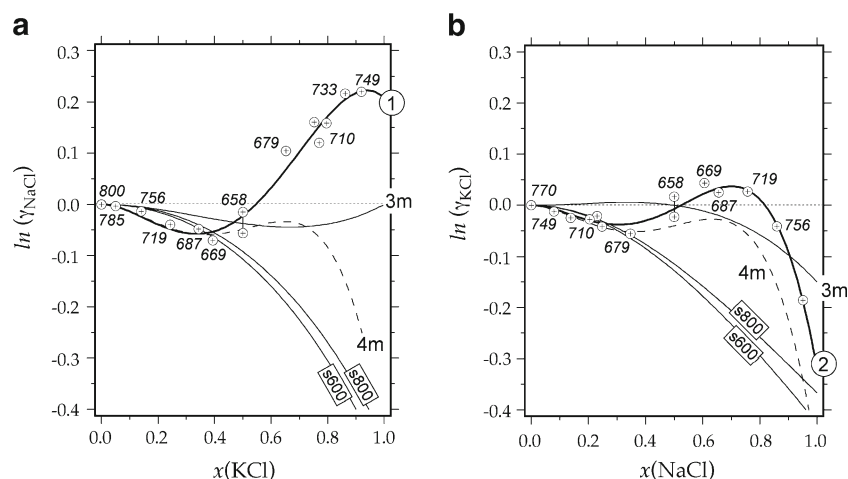 a
0.3
0.2
0.1
0.0
-0.1
-0.2
-0.3
-0.4
ln (γNaCl)
800
785
756
719
687
669
658
679
733
749
710
1
3m
4m
s600
s800
0.0 0.2 0.4 0.6 0.8 1.0
x(KCl)
b
0.3
0.2
0.1
0.0
-0.1
-0.2
-0.3
-0.4
ln (γKCl)
770
749
710
679
658
669
687
719
756
4m
3m
s800
s600
2
0.0 0.2 0.4 0.6 0.8 1.0
x(NaCl)